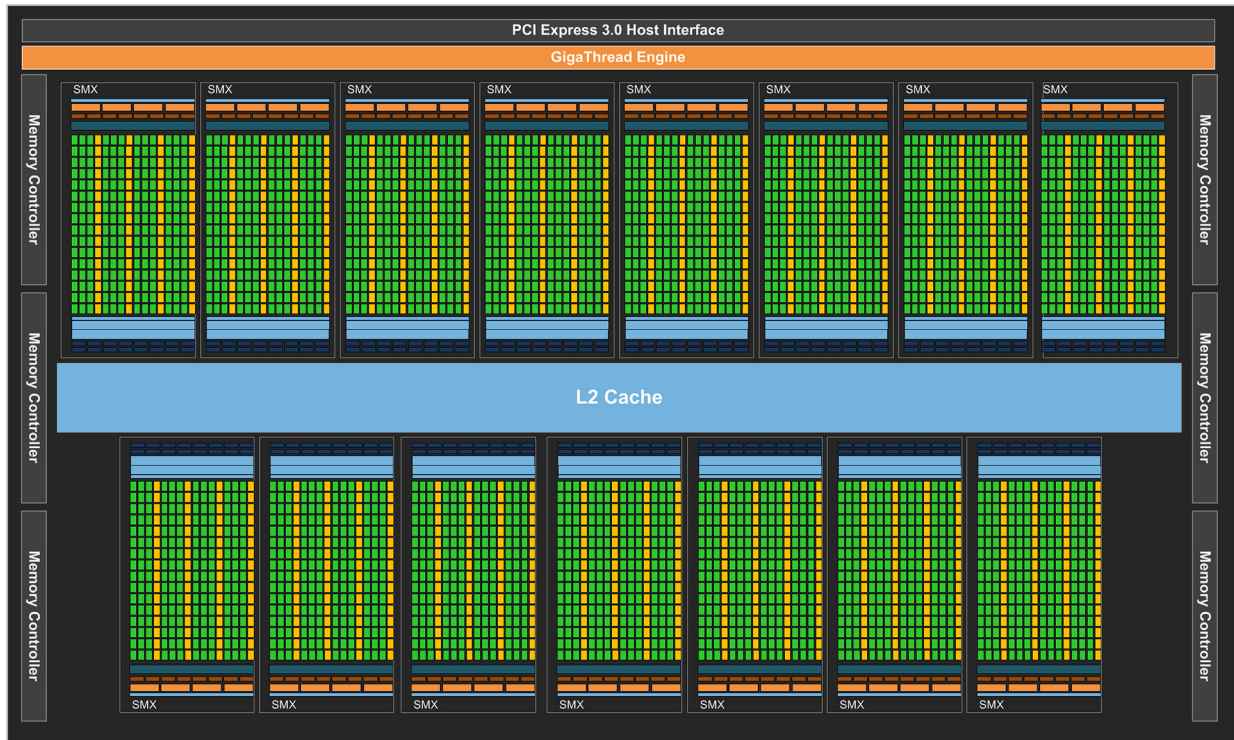 PCI Express 3.0 Host Interface
GigaThread Engine
SMX
SMX
SMX
SMX
SMX
SMX
SMX
SMX
Memory Controller
Memory Controller
Memory Controller
Memory Controller
L2 Cache
Memory Controller
Memory Controller
SMX
SMX
SMX
SMX
SMX
SMX
SMX